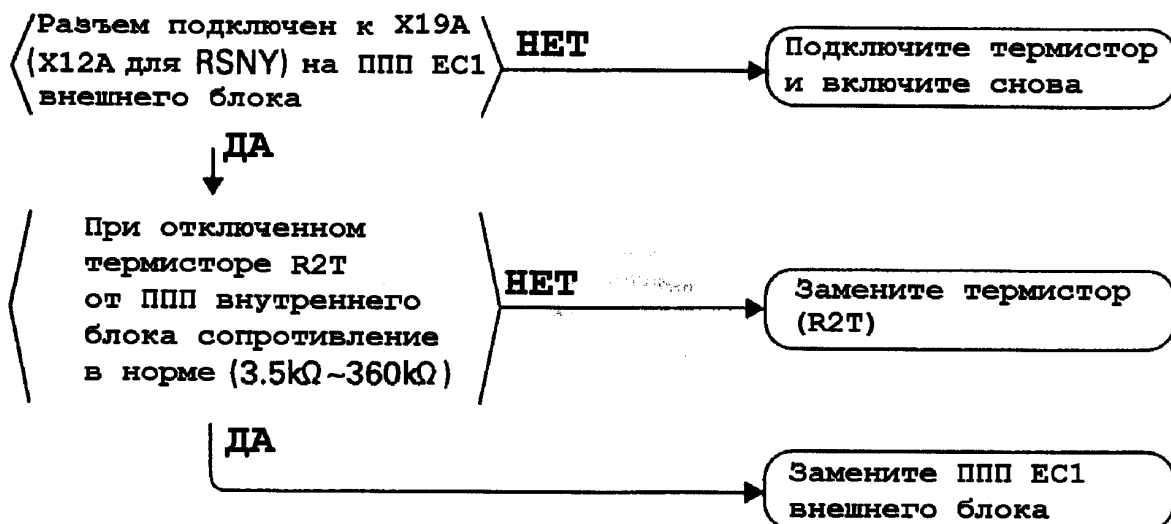 Разъем подключен к X19A
(X12A для RSNY) на ППП EC1
внешнего блока
НЕТ
Подключите термистор
и включите снова
ДА
При отключенном
термисторе R2T
от ППП внутреннего
блока сопротивление
в норме (3.5kΩ~360kΩ)
НЕТ
Замените термистор
(R2T)
ДА
Замените ППП EC1
внешнего блока